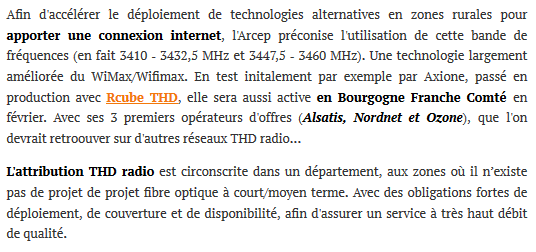 Afin d'accélérer le déploiement de technologies alternatives en zones rurales pour
apporter une connexion internet, l'Arcep préconise l'utilisation de cette bande de
fréquences (en fait 3410 - 3432,5 MHz et 3447,5 - 3460 MHz). Une technologie largement
améliorée du WiMax/Wifimax. En test initalement par exemple par Axione, passé en
production avec Rcube THD, elle sera aussi active en Bourgogne Franche Comté en
février. Avec ses 3 premiers opérateurs d'offres (Alsatis, Nordnet et Ozone), que l'on
devrait retroouver sur d'autres réseaux THD radio...
L'attribution THD radio est circonscrite dans un département, aux zones où il n'existe
pas de projet de projet fibre optique à court/moyen terme. Avec des obligations fortes de
déploiement, de couverture et de disponibilité, afin d'assurer un service à très haut débit
de qualité.